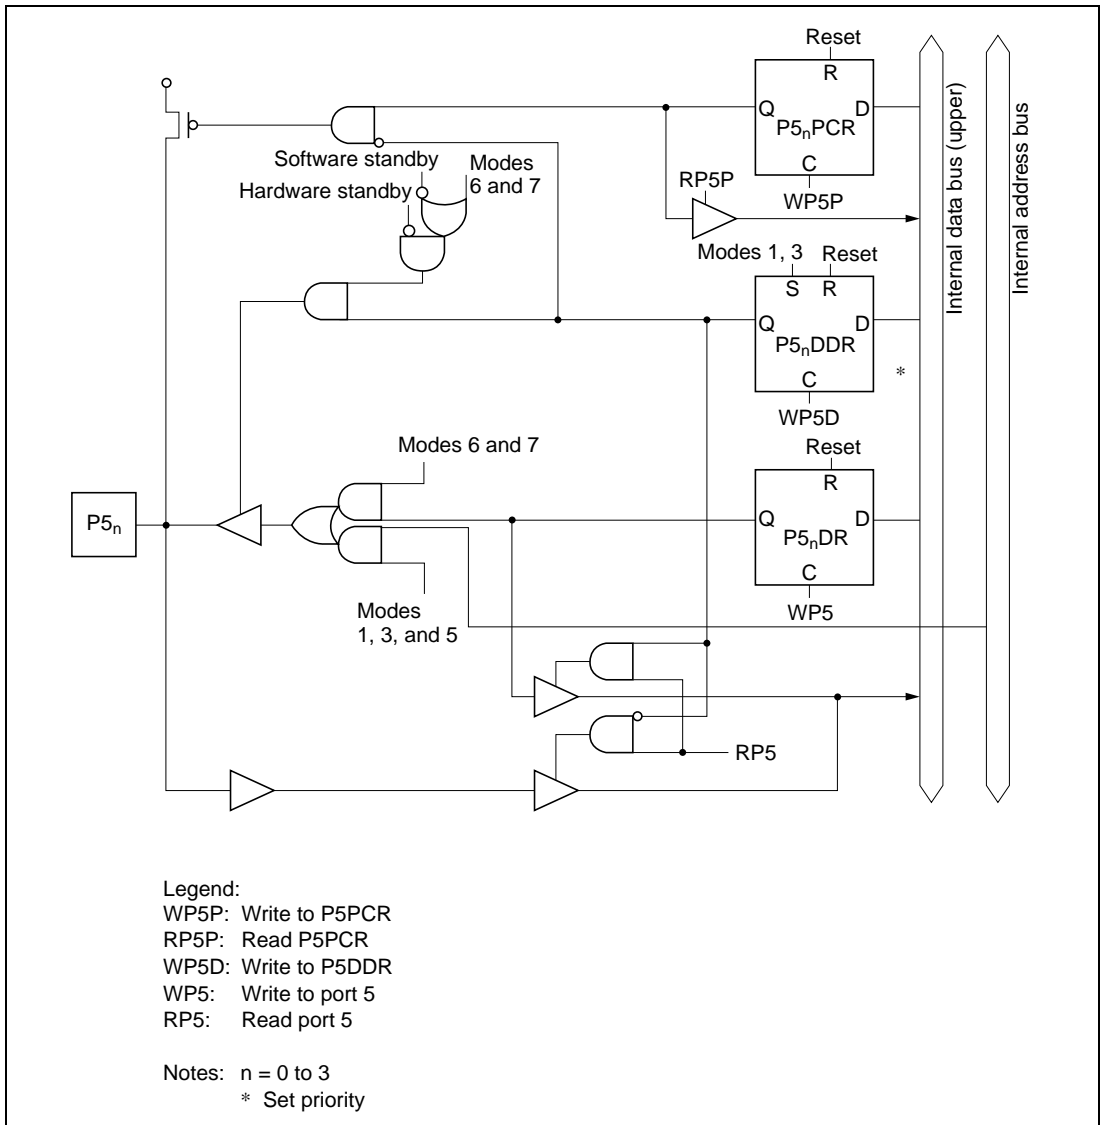 Reset
R
Q
D
P5nPCR
C
WP5P
Software standby
Modes
6 and 7
Hardware standby
RP5P
Internal data bus (upper)
Internal address bus
Modes 1, 3
Reset
S
R
Q
D
P5nDDR
C
*
WP5D
Modes 6 and 7
Reset
R
P5n
Q
D
P5nDR
C
WP5
Modes
1, 3, and 5
RP5
Legend:
WP5P: Write to P5PCR
RP5P: Read P5PCR
WP5D: Write to P5DDR
WP5: Write to port 5
RP5: Read port 5
Notes: n = 0 to 3
* Set priority